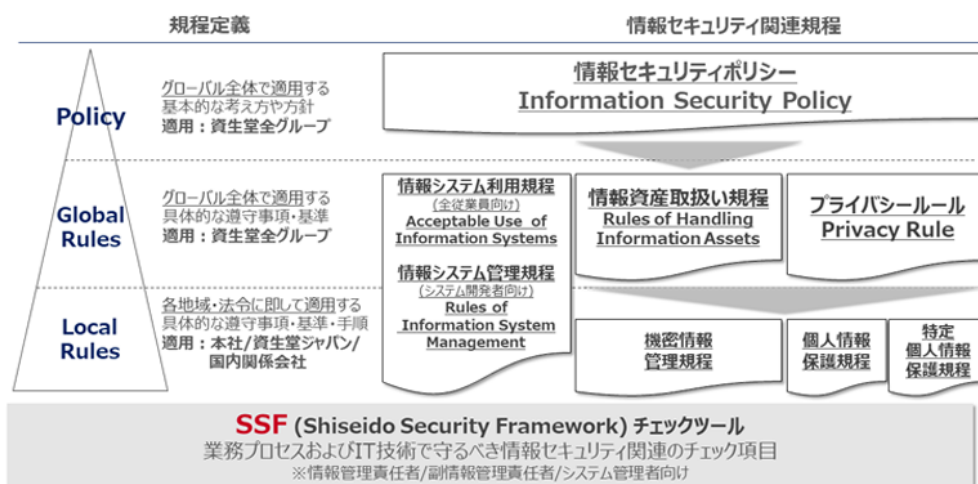 規程定義
情報セキュリティ関連規程
Policy
グローバル全体で適用する
基本的な考え方や方針
適用：資生堂全グループ
情報セキュリティポリシー
Information Security Policy
Global
Rules
グローバル全体で適用する
具体的な遵守事項・基準
適用：資生堂全グループ
情報システム利用規程
(全従業員向け)
Acceptable Use of
Information Systems
情報システム管理規程
(システム開発者向け)
Rules of
Information System
Management
情報資産取扱い規程
Rules of Handling
Information Assets
プライバシールール
Privacy Rule
Local
Rules
各地域・法令に即して適用する
具体的な遵守事項・基準・手順
適用：本社/資生堂ジャパン/
国内関係会社
機密情報
管理規程
個人情報
保護規程
特定
個人情報
保護規程
SSF (Shiseido Security Framework) チェックツール
業務プロセスおよびIT技術で守るべき情報セキュリティ関連のチェック項目
※情報管理責任者/副情報管理責任者/システム管理者向け